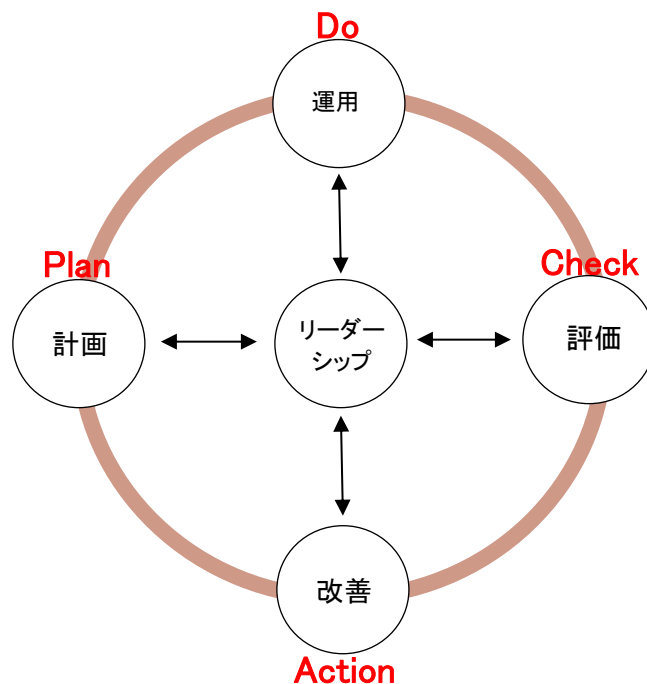 Do
運用
Plan
計画
リーダー
シップ
Check
評価
改善
Action